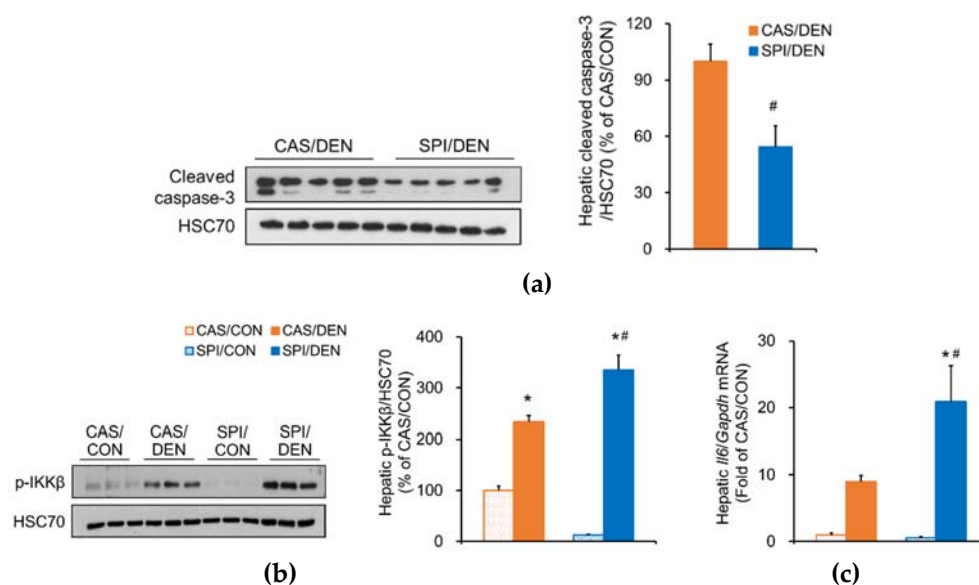 CAS/DEN SPI/DEN
Cleaved
caspase-3
HSC70
Hepatic cleaved caspase-3
/HSC70 (% of CAS/CON)
120
90
60
30
0
CAS/DEN
SPI/DEN
#
(a)
CAS/CON CAS/DEN
SPI/CON SPI/DEN
CAS/ CAS/ SPI/ SPI/
CON DEN CON DEN
p-IKKβ
HSC70
(b)
Hepatic p-IKKβ/HSC70
(% of CAS/CON)
400
300
200
100
0
*
*#
Hepatic Il6/Gapdh mRNA
(Fold of CAS/CON)
30
20
10
0
*#
(c)